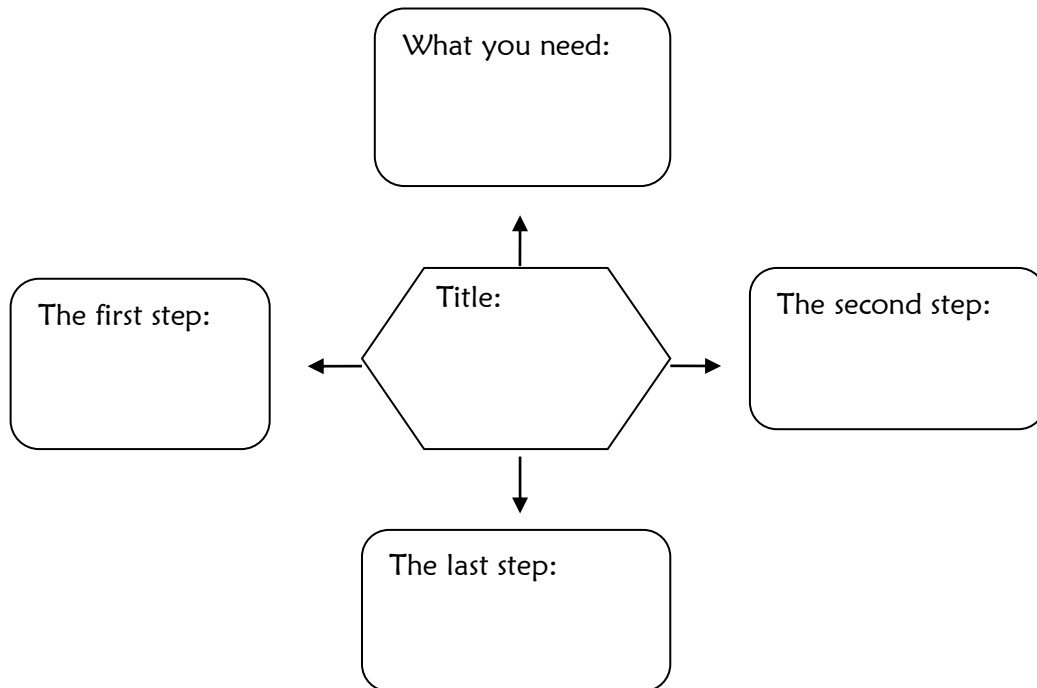 What you need:
Title:
The first step:
The second step:
The last step: